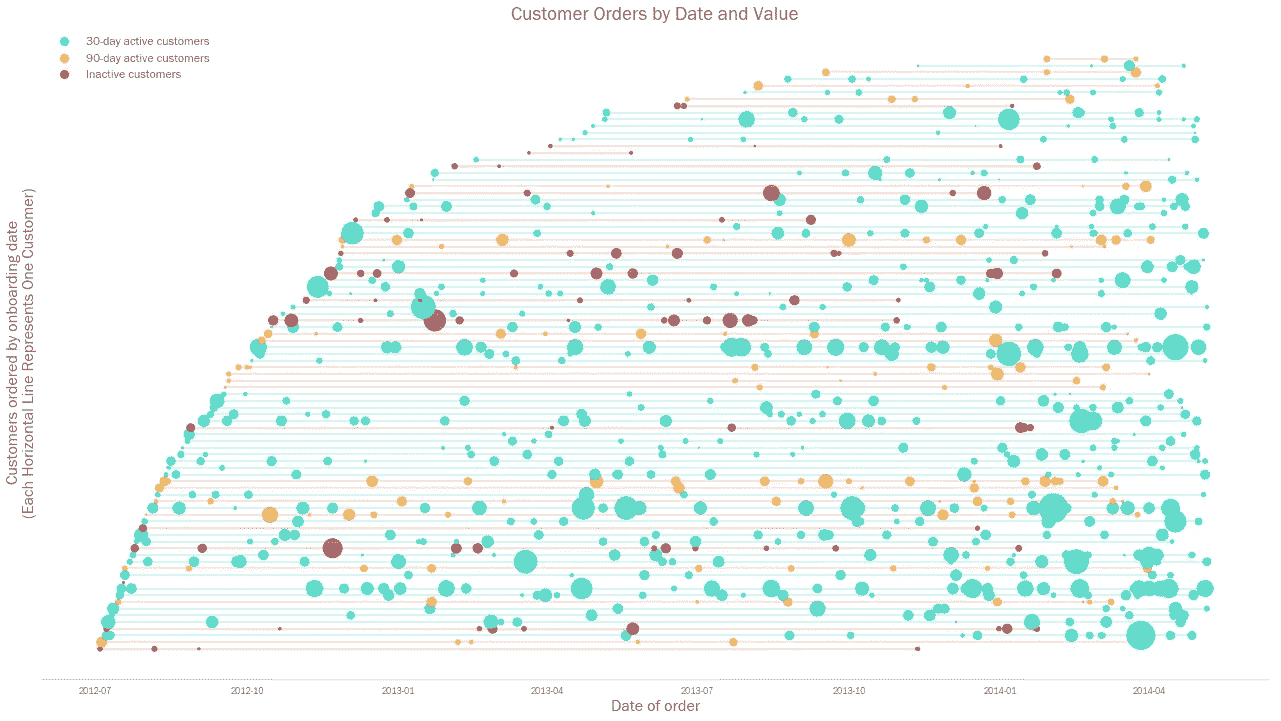 Customer Orders by Date and Value
30-day active customers
90-day active customers
Inactive customers
Customers ordered by onboarding date
(Each Horizontal Line Represents One Customer)
2012-07
2012-10
2013-01
2013-04
2013-07
2013-10
2014-01
2014-04
Date of order